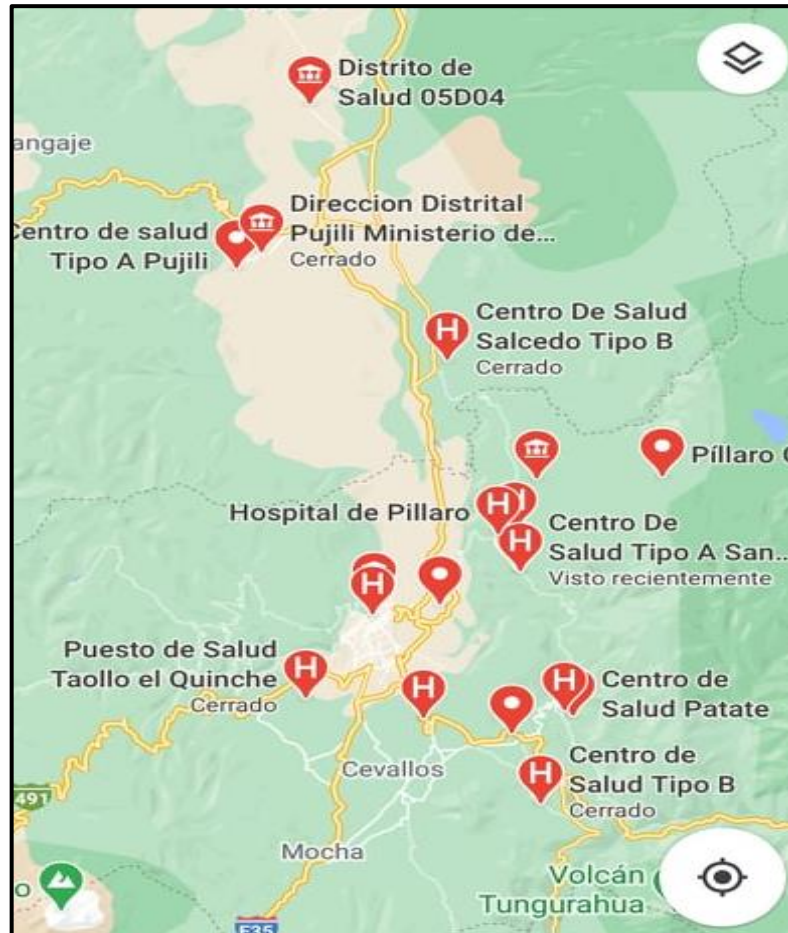 Distrito de
Salud 05D04
angaje
Direccion Distrital
Pujili Ministerio de...
Cerrado
Centro de salud
Tipo A Pujili
Centro De Salud
Salcedo Tipo B
Cerrado
Píllaro
Hospital de Pillaro
Centro De
Salud Tipo A San...
Visto recientemente
Puesto de Salud
Taollo el Quinche
Cerrado
Centro de
Salud Patate
Cevallos
Centro de
Salud Tipo B
Cerrado
491
Mocha
o
Volcán
Tungurahua
E35